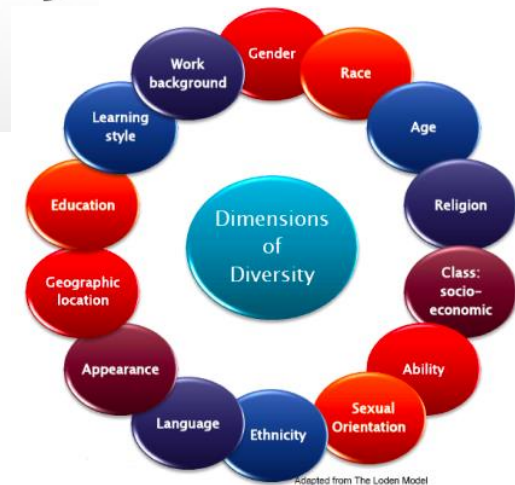 Gender
Race
Age
Religion
Class:
socio-
economic
Ability
Sexual
Orientation
Ethnicity
Language
Appearance
Geographic
location
Education
Learning
style
Work
background
Dimensions
of
Diversity
Adapted from The Loden Model